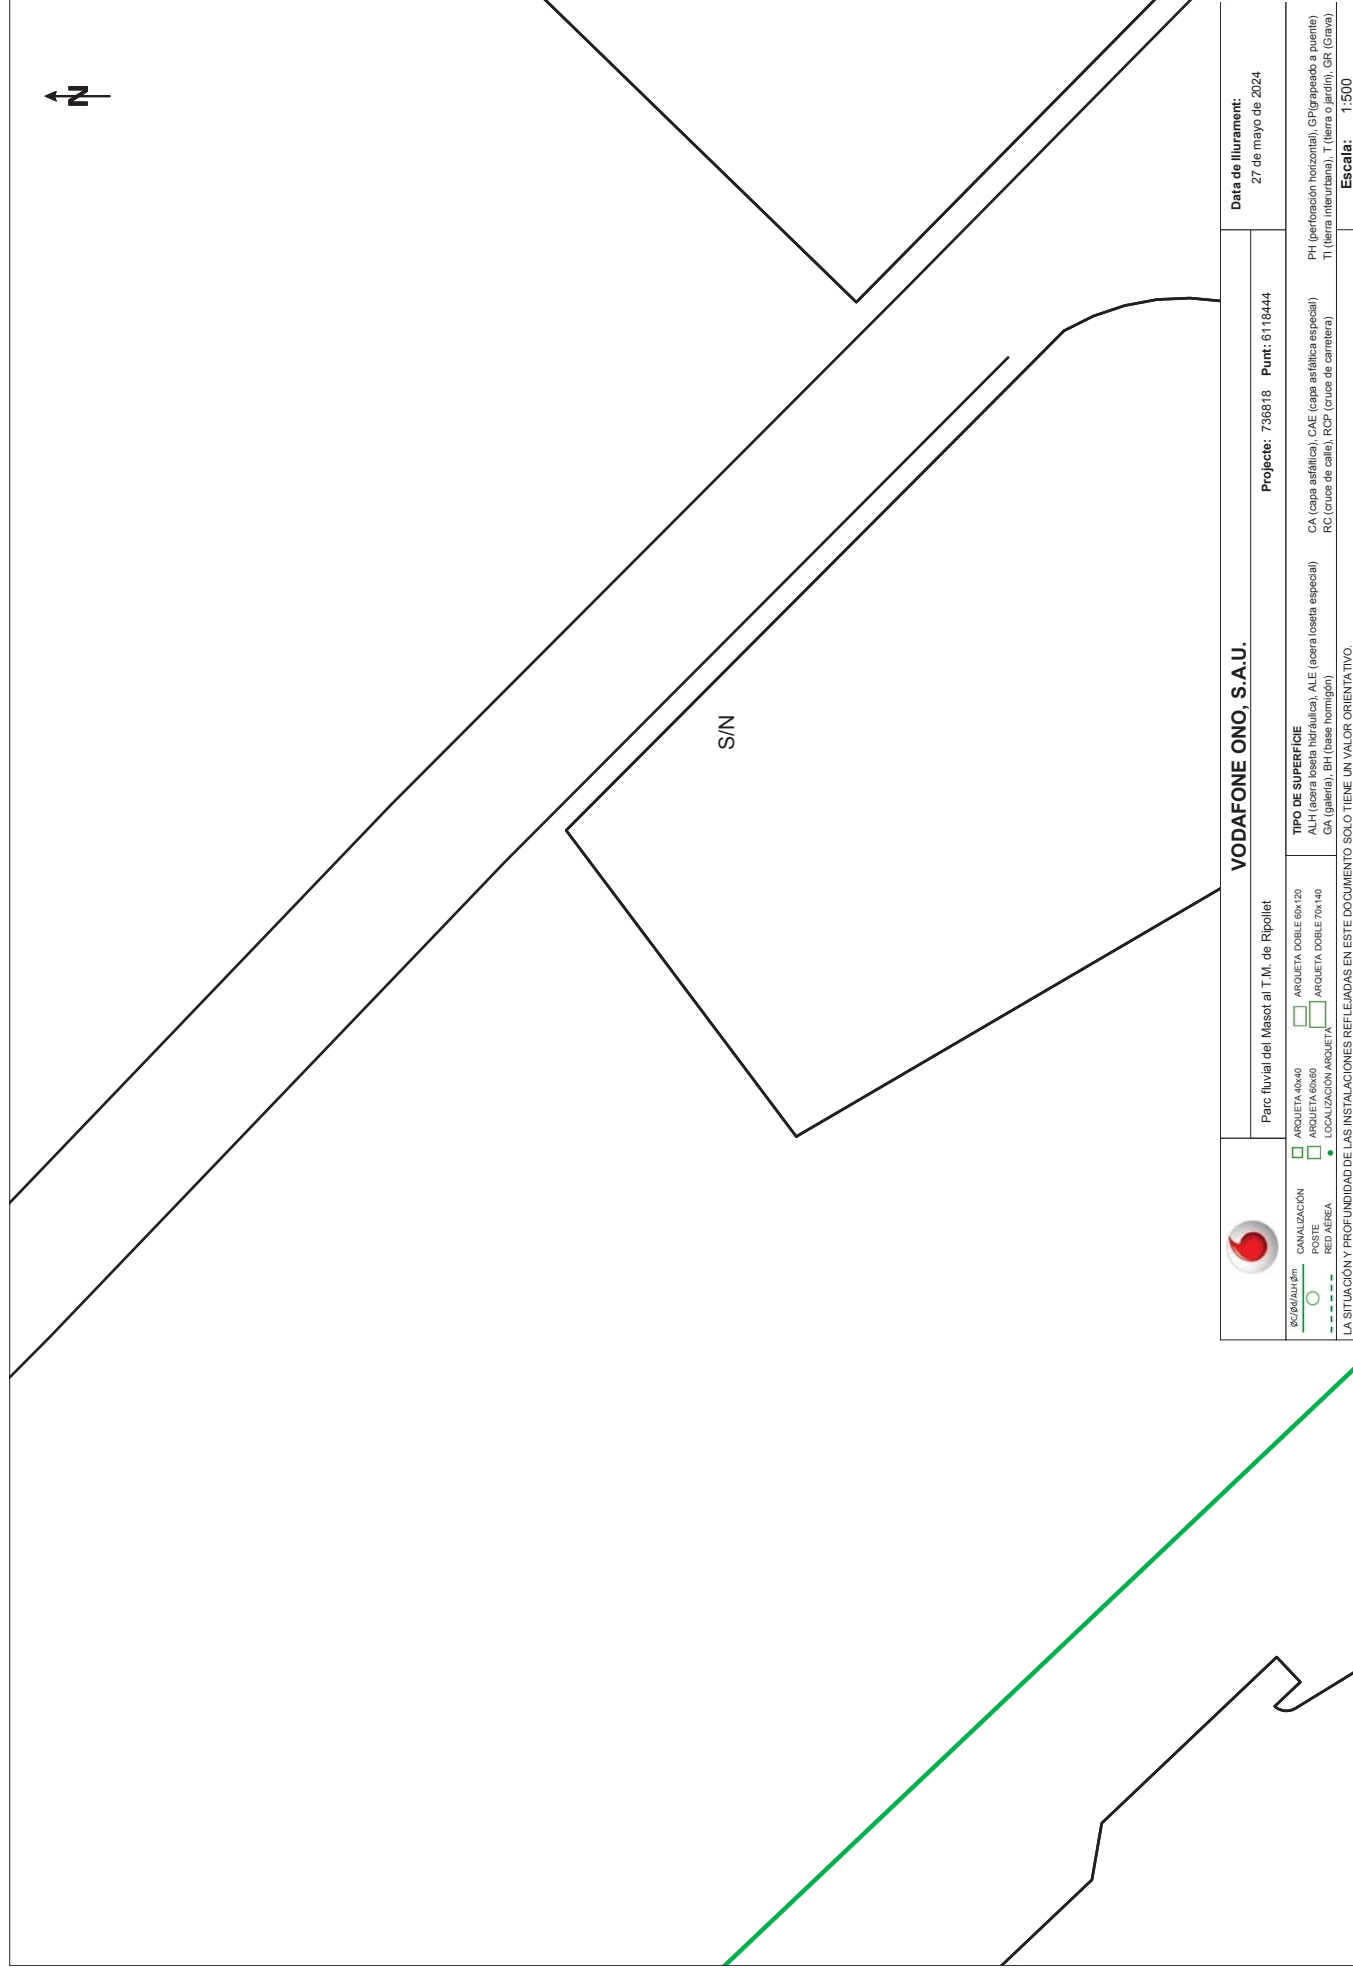 N
S/N
VODAFONE ONO, S.A.U.
Data de lliurament:
27 de mayo de 2024
Parc fluvial del Masot al T.M. de Ripollet
Projecte: 736818 Punt: 6118444
ØC/Ød/ALH Øm
CANALIZACIÓN
POSTE
RED AÉREA
ARQUETA 40x40
ARQUETA 60x60
LOCALIZACIÓN ARQUETA
ARQUETA DOBLE 60x120
ARQUETA DOBLE 70x140
TIPO DE SUPERFÍCIE
ALH (acera loseta hidráulica), ALE (acera loseta especial)
GA (galería), BH (base hormigón)
CA (capa asfáltica), CAE (capa asfáltica especial)
RC (cruce de calle), RCP (cruce de carretera)
PH (perforación horizontal), GP(grapeado a puente)
TI (tierra interurbana), T (tierra o jardín), GR (Grava)
LA SITUACIÓN Y PROFUNDIDAD DE LAS INSTALACIONES REFLEJADAS EN ESTE DOCUMENTO SOLO TIENE UN VALOR ORIENTATIVO.
Escala: 1:500